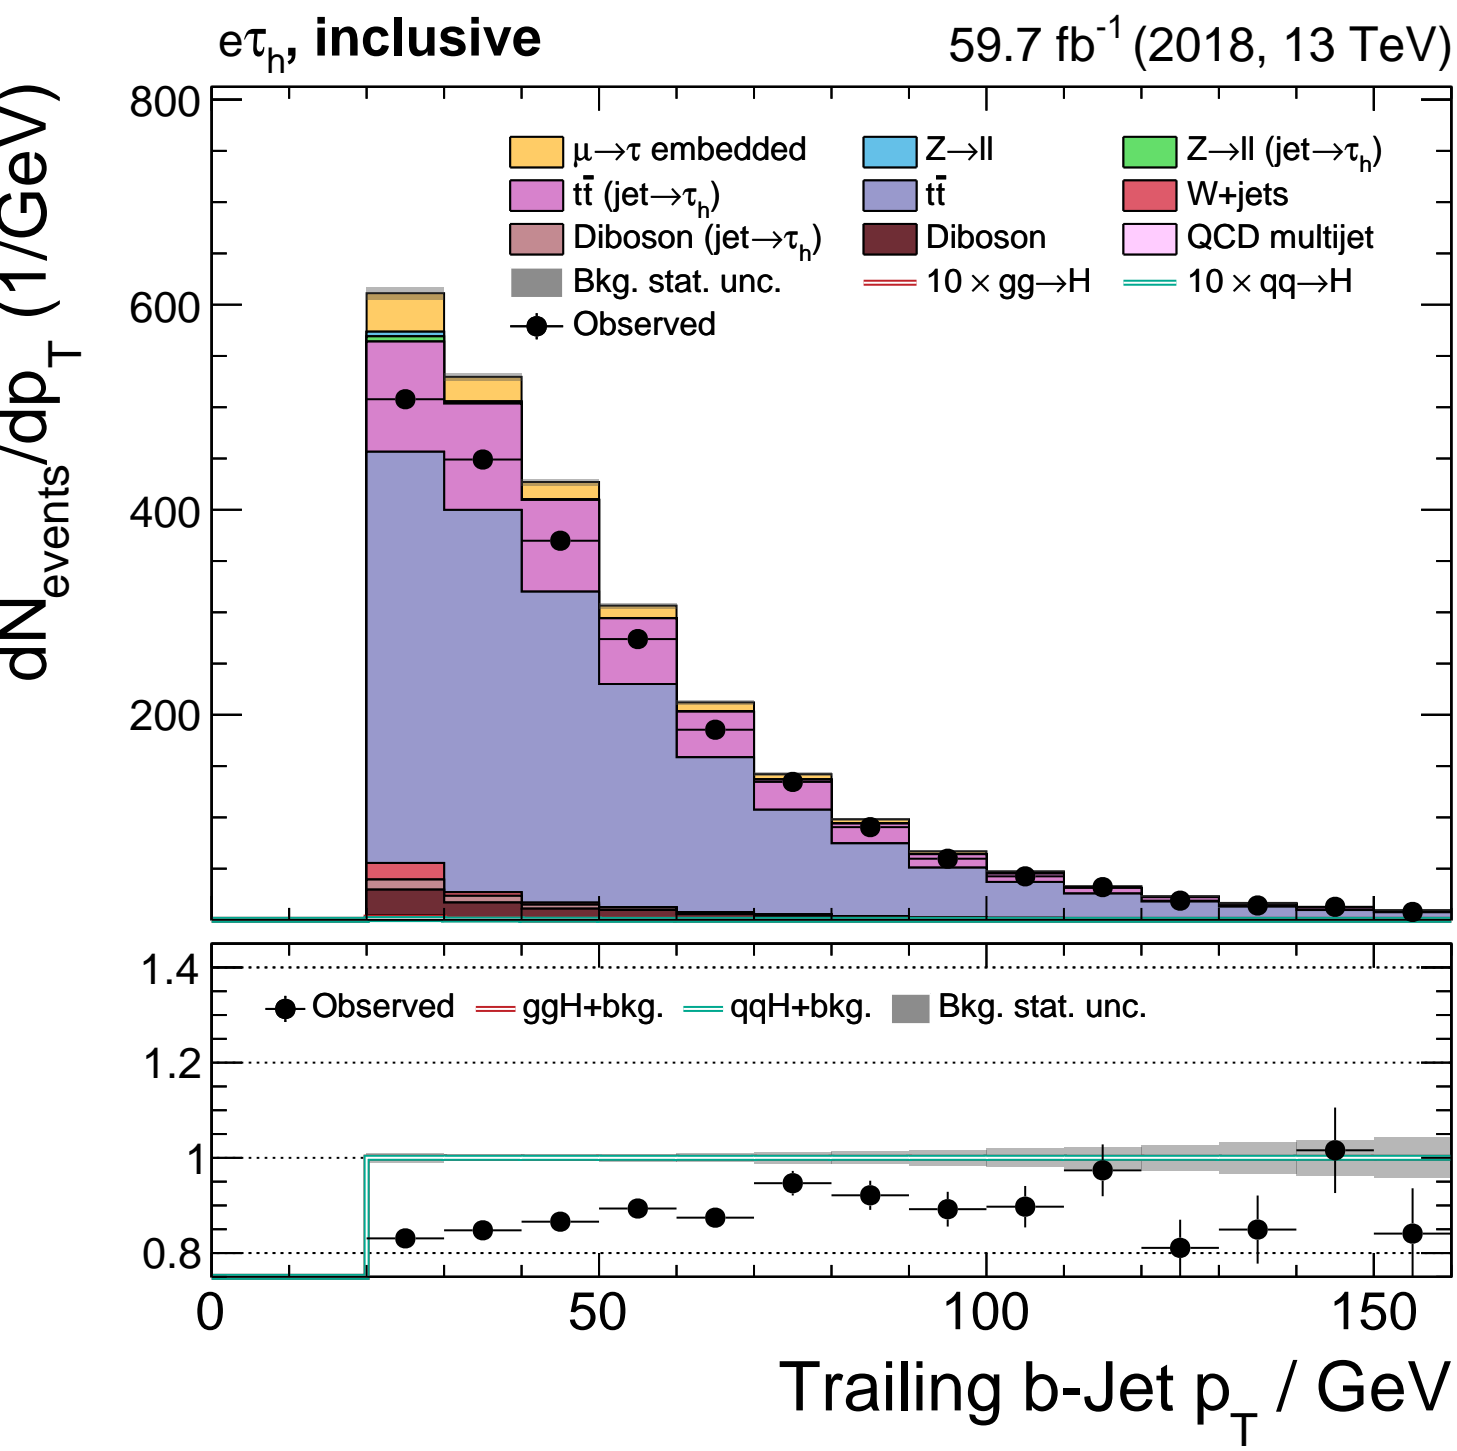 eτh, inclusive 59.7 fb-1 (2018, 13 TeV)
dNevents/dpT (1/GeV)
800
600
400
200
μ→τ embedded Z→ll Z→ll (jet→τh)
tt̄ (jet→τh) tt̄ W+jets
Diboson (jet→τh) Diboson QCD multijet
Bkg. stat. unc. 10 × gg→H 10 × qq→H
Observed
1.4
1.2
1
0.8
Observed ggH+bkg. qqH+bkg. Bkg. stat. unc.
0 50 100 150
Trailing b-Jet pT / GeV